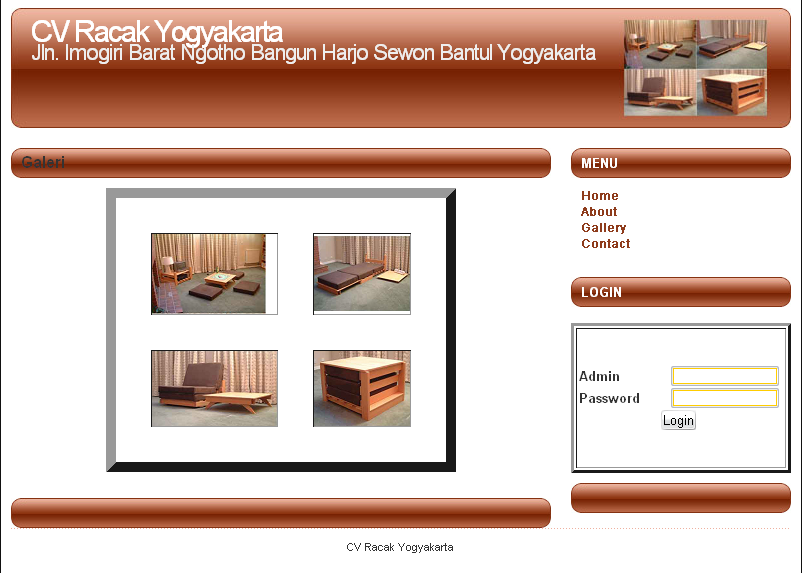 CV Racak Yogyakarta
Jln. Imogiri Barat Ngotho Bangun Harjo Sewon Bantul Yogyakarta
Galeri
MENU
Home
About
Gallery
Contact
LOGIN
Admin
Password
Login
CV Racak Yogyakarta